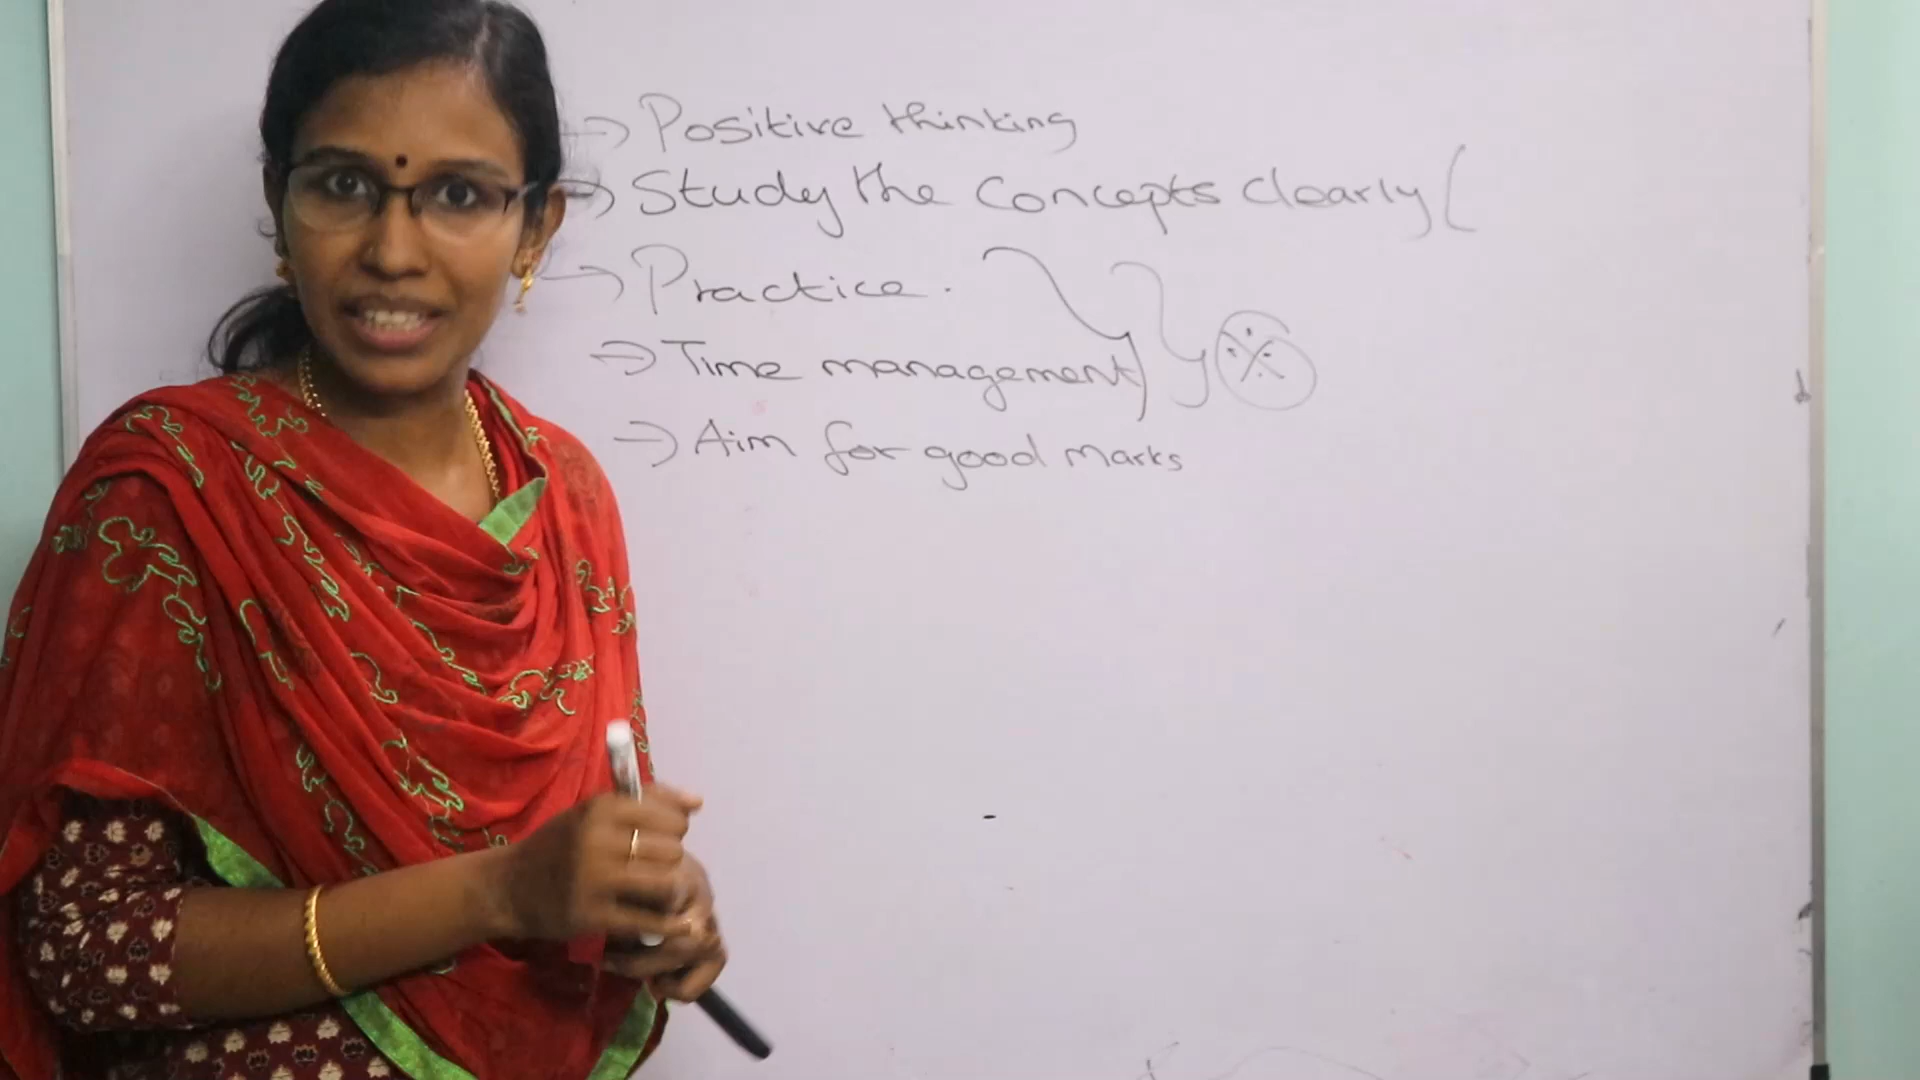 → Positive thinking
→ Study the concepts clearly (
→ Practice.
→ Time management
→ Aim for good marks